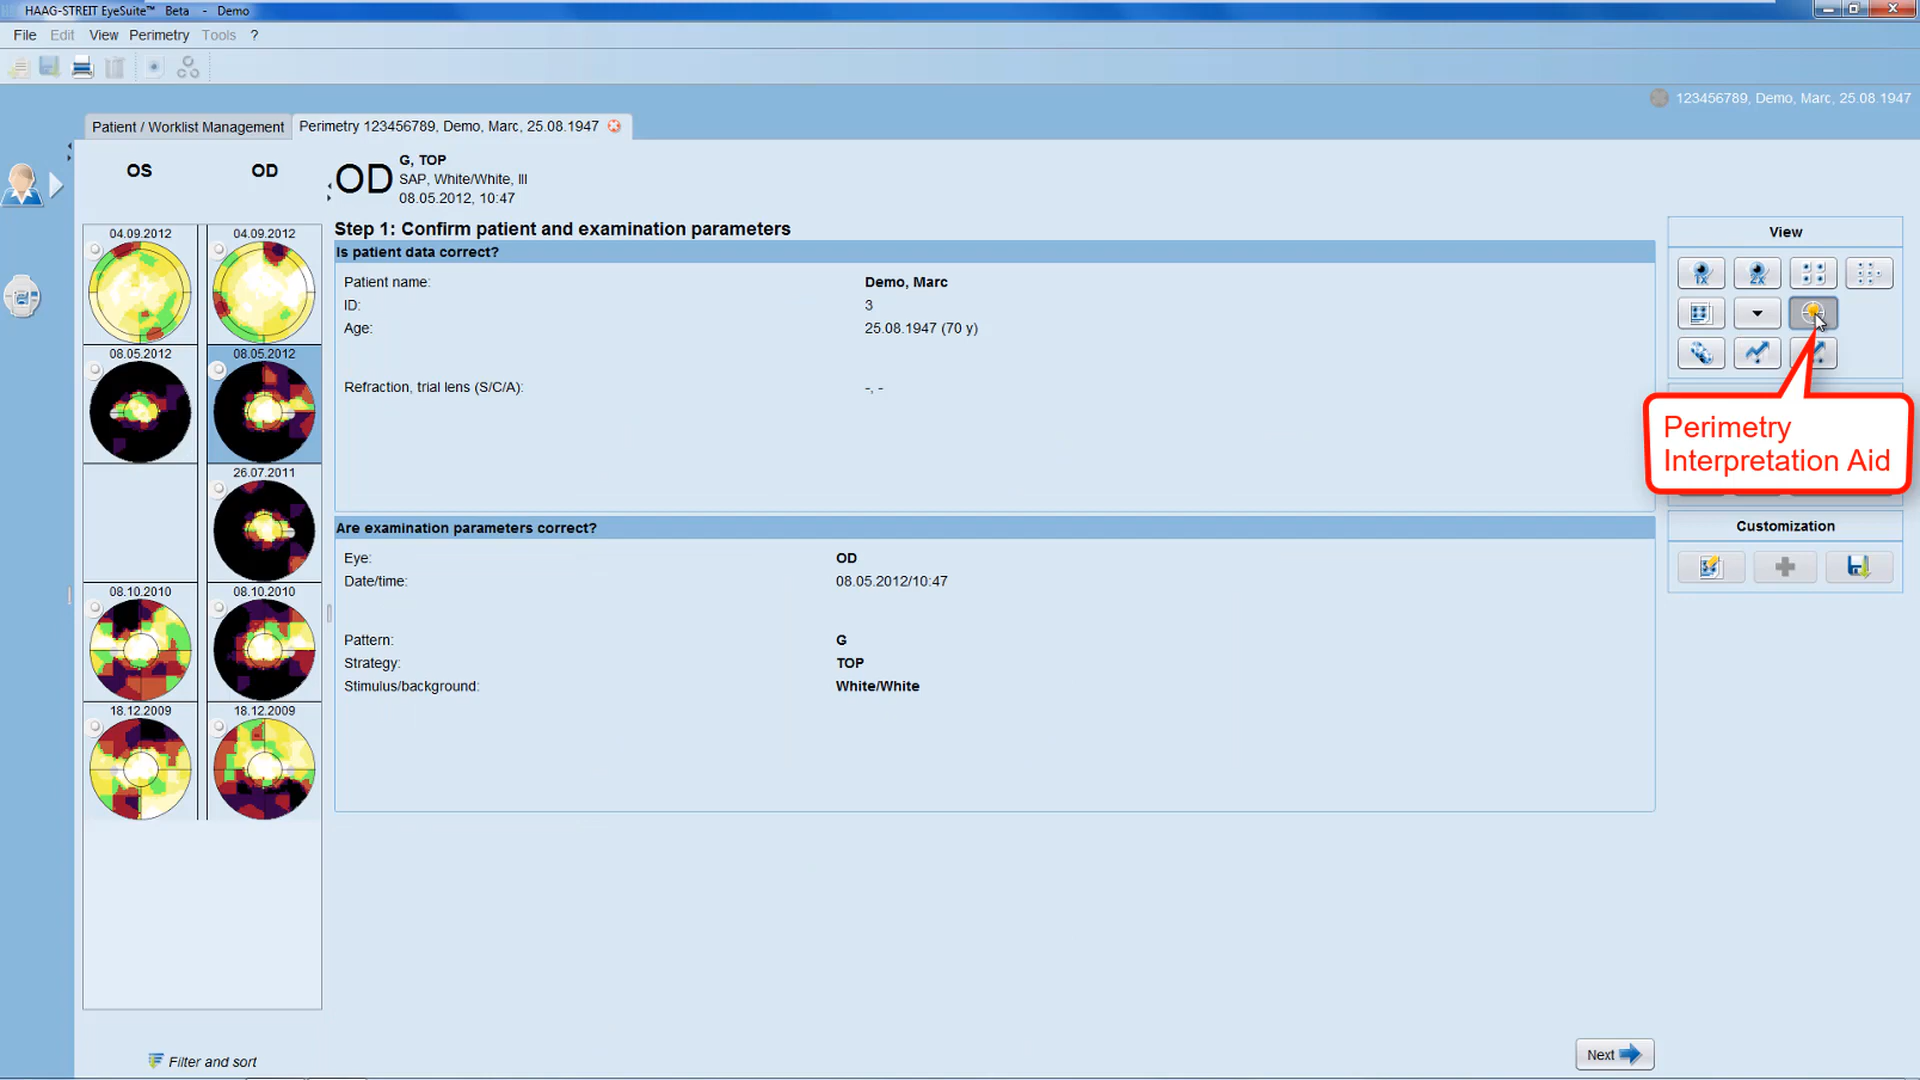 HAAG-STREIT EyeSuite™ Beta - Demo
File Edit View Perimetry Tools ?
123456789, Demo, Marc, 25.08.1947
Patient / Worklist Management
Perimetry 123456789, Demo, Marc, 25.08.1947
OS
OD
OD
G, TOP
SAP, White/White, III
08.05.2012, 10:47
04.09.2012
04.09.2012
08.05.2012
08.05.2012
26.07.2011
08.10.2010
08.10.2010
18.12.2009
18.12.2009
Filter and sort
Step 1: Confirm patient and examination parameters
Is patient data correct?
Patient name: Demo, Marc
ID: 3
Age: 25.08.1947 (70 y)
Refraction, trial lens (S/C/A): -, -
Are examination parameters correct?
Eye: OD
Date/time: 08.05.2012/10:47
Pattern: G
Strategy: TOP
Stimulus/background: White/White
Next
View
1x
2x
Perimetry
Interpretation Aid
Customization